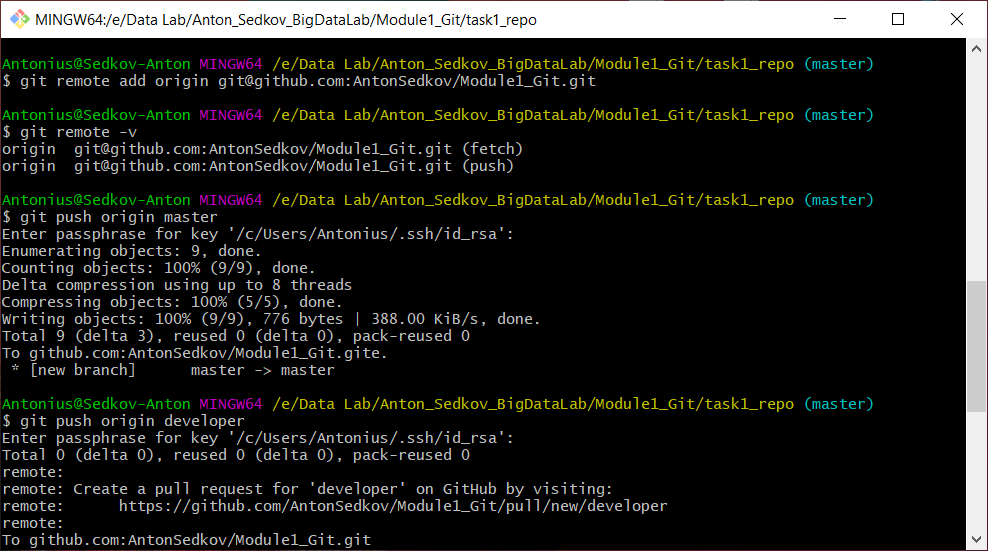 MINGW64:/e/Data Lab/Anton_Sedkov_BigDataLab/Module1_Git/task1_repo
Antonius@Sedkov-Anton MINGW64 /e/Data Lab/Anton_Sedkov_BigDataLab/Module1_Git/task1_repo (master)
$ git remote add origin git@github.com:AntonSedkov/Module1_Git.git
Antonius@Sedkov-Anton MINGW64 /e/Data Lab/Anton_Sedkov_BigDataLab/Module1_Git/task1_repo (master)
$ git remote -v
origin  git@github.com:AntonSedkov/Module1_Git.git (fetch)
origin  git@github.com:AntonSedkov/Module1_Git.git (push)
Antonius@Sedkov-Anton MINGW64 /e/Data Lab/Anton_Sedkov_BigDataLab/Module1_Git/task1_repo (master)
$ git push origin master
Enter passphrase for key '/c/Users/Antonius/.ssh/id_rsa':
Enumerating objects: 9, done.
Counting objects: 100% (9/9), done.
Delta compression using up to 8 threads
Compressing objects: 100% (5/5), done.
Writing objects: 100% (9/9), 776 bytes | 388.00 KiB/s, done.
Total 9 (delta 3), reused 0 (delta 0), pack-reused 0
To github.com:AntonSedkov/Module1_Git.gite.
 * [new branch]      master -> master
Antonius@Sedkov-Anton MINGW64 /e/Data Lab/Anton_Sedkov_BigDataLab/Module1_Git/task1_repo (master)
$ git push origin developer
Enter passphrase for key '/c/Users/Antonius/.ssh/id_rsa':
Total 0 (delta 0), reused 0 (delta 0), pack-reused 0
remote:
remote: Create a pull request for 'developer' on GitHub by visiting:
remote:      https://github.com/AntonSedkov/Module1_Git/pull/new/developer
remote:
To github.com:AntonSedkov/Module1_Git.git